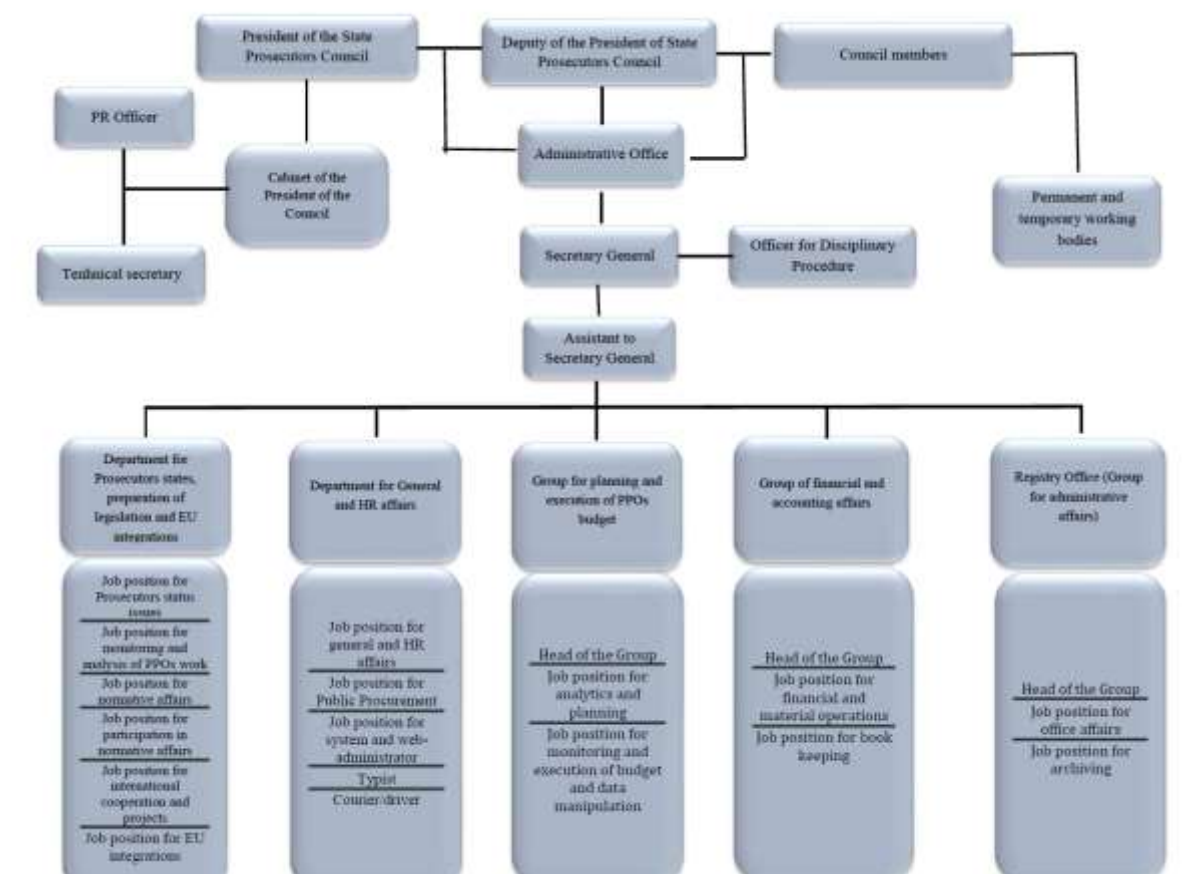 President of the State
Prosecutors Council
Deputy of the President of State
Prosecutors Council
Council members
PR Officer
Administrative Office
Cabinet of the
President of the
Council
Permanent and
temporary working
bodies
Secretary General
Officer for Disciplinary
Procedure
Technical secretary
Assistant to
Secretary General
Department for
Prosecutors states,
preparation of
legislation and EU
integrations
Department for General
and HR affairs
Group for planning and
execution of PPOs
budget
Group of financial and
accounting affairs
Registry Office (Group
for administrative
affairs)
Job position for
Prosecutors status
issues
Job position for
monitoring and
analysis of PPOs work
Job position for
normative affairs
Job position for
participation in
normative affairs
Job position for
international
cooperation and
projects
Job position for EU
integrations
Job position for
general and HR
affairs
Job position for
Public Procurement
Job position for
system and web-
administrator
Typist
Courier/driver
Head of the Group
Job position for
analytics and
planning
Job position for
monitoring and
execution of budget
and data
manipulation
Head of the Group
Job position for
financial and
material operations
Job position for book
keeping
Head of the Group
Job position for
office affairs
Job position for
archiving